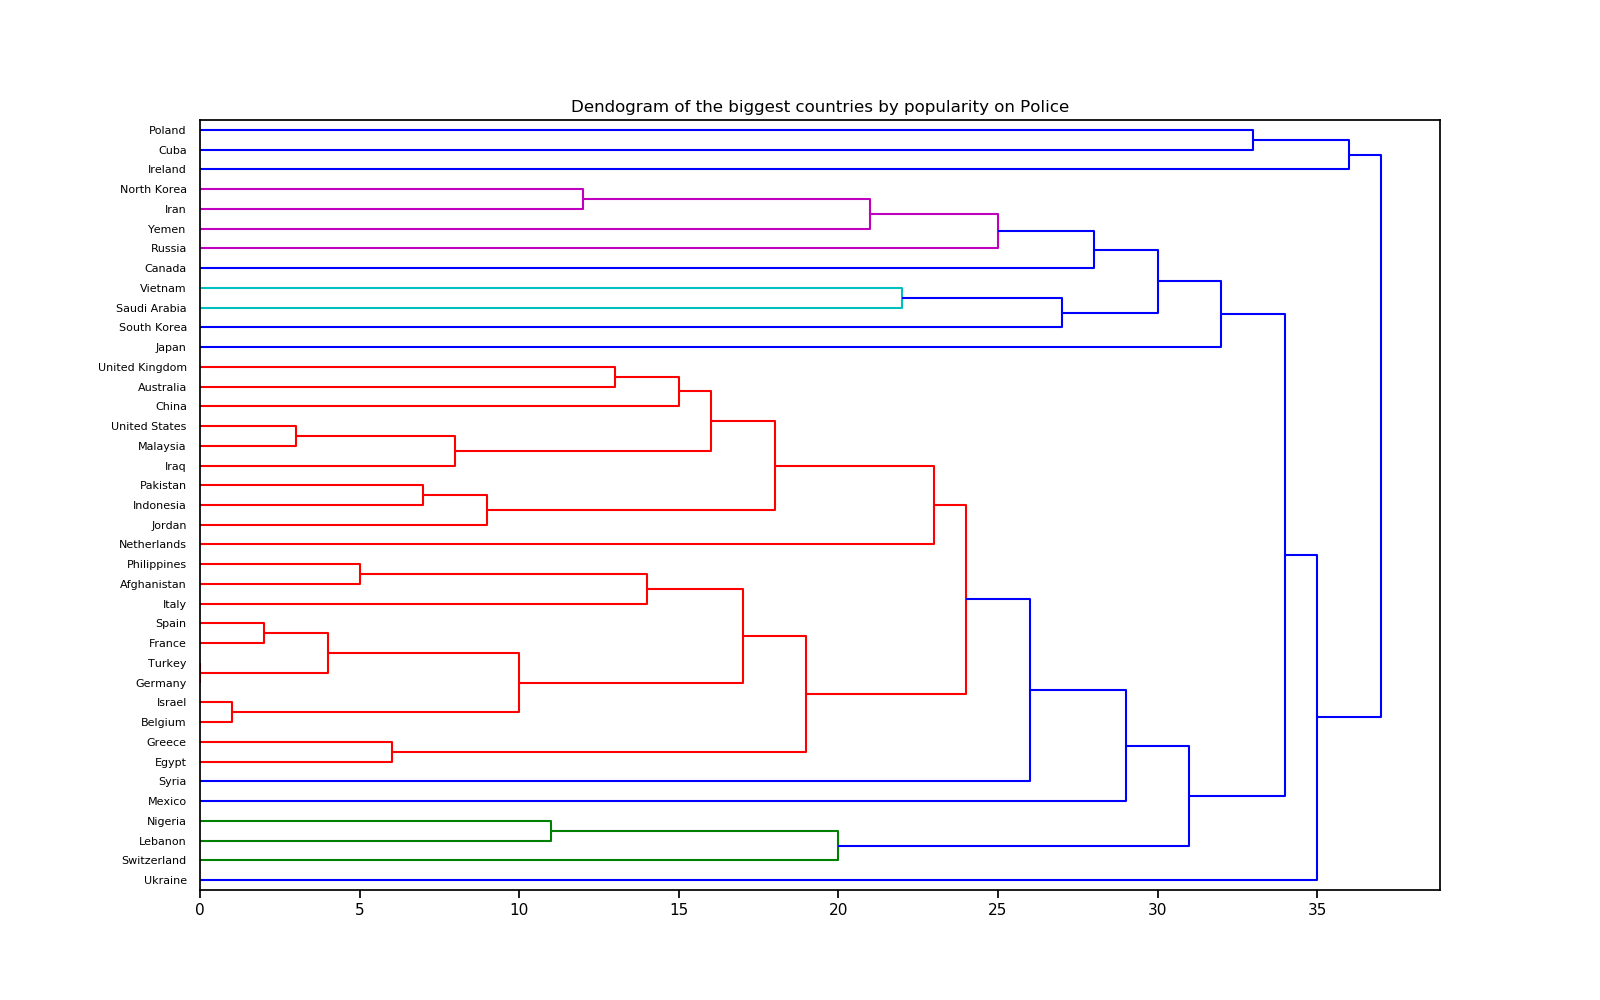 Dendogram of the biggest countries by popularity on Police
Poland
Cuba
Ireland
North Korea
Iran
Yemen
Russia
Canada
Vietnam
Saudi Arabia
South Korea
Japan
United Kingdom
Australia
China
United States
Malaysia
Iraq
Pakistan
Indonesia
Jordan
Netherlands
Philippines
Afghanistan
Italy
Spain
France
Turkey
Germany
Israel
Belgium
Greece
Egypt
Syria
Mexico
Nigeria
Lebanon
Switzerland
Ukraine
0 5 10 15 20 25 30 35